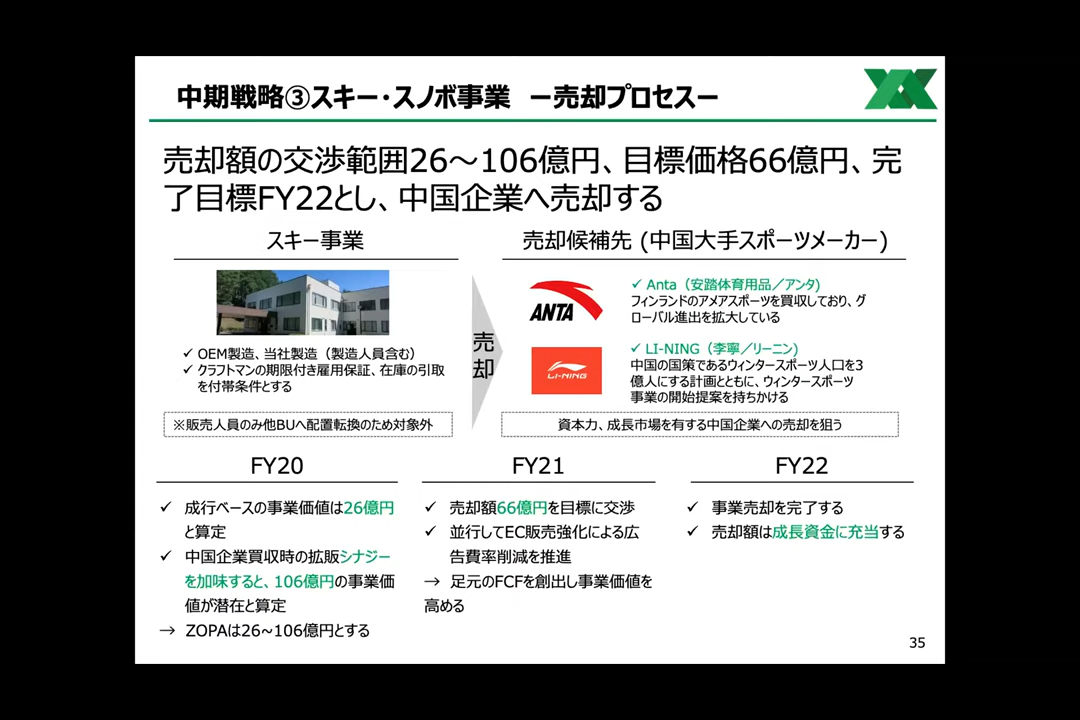 中期戦略③スキー・スノボ事業 ー売却プロセスー
売却額の交渉範囲26～106億円、目標価格66億円、完
了目標FY22とし、中国企業へ売却する
スキー事業
✓ OEM製造、当社製造（製造人員含む）
✓ クラフトマンの期限付き雇用保証、在庫の引取
を付帯条件とする
※販売人員のみ他BUへ配置転換のため対象外
売
却
売却候補先 (中国大手スポーツメーカー)
ANTA
✓ Anta（安踏体育用品／アンタ)
フィンランドのアメアスポーツを買収しており、グ
ローバル進出を拡大している
LI-NING
✓ LI-NING（李寧／リーニン)
中国の国策であるウィンタースポーツ人口を3
億人にする計画とともに、ウィンタースポーツ
事業の開始提案を持ちかける
資本力、成長市場を有する中国企業への売却を狙う
FY20
✓ 成行ベースの事業価値は26億円
と算定
✓ 中国企業買収時の拡販シナジー
を加味すると、106億円の事業価
値が潜在と算定
→ ZOPAは26~106億円とする
FY21
✓ 売却額66億円を目標に交渉
✓ 並行してEC販売強化による広
告費率削減を推進
→ 足元のFCFを創出し事業価値を
高める
FY22
✓ 事業売却を完了する
✓ 売却額は成長資金に充当する
35